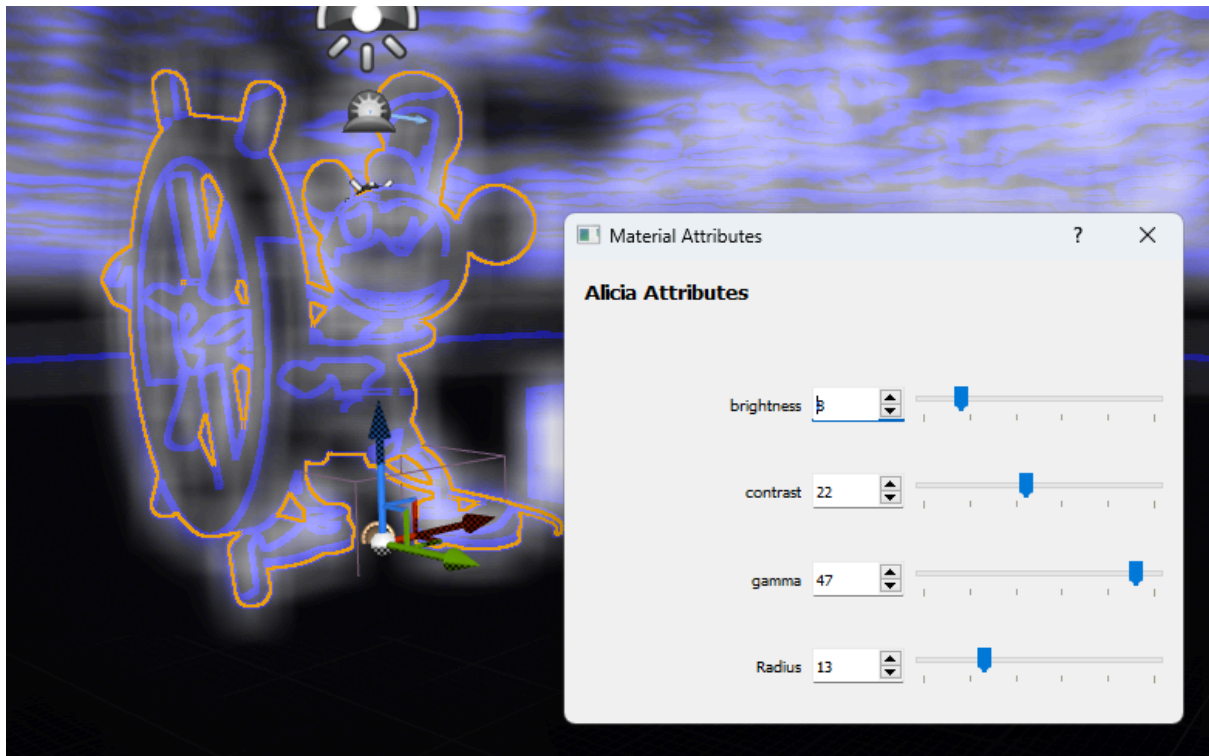 Material Attributes ? 
Alicia Attributes
brightness 8
contrast 22
gamma 47
Radius 13